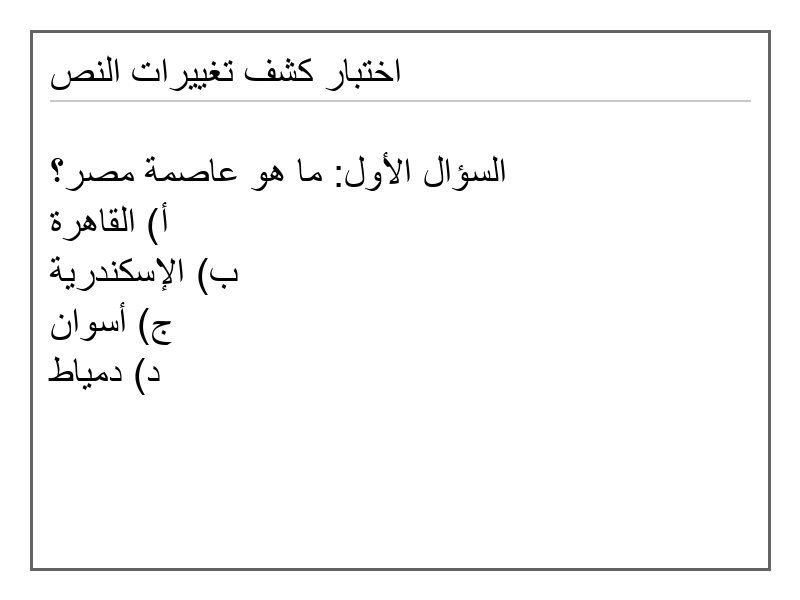 اختبار كشف تغييرات النص
السؤال الأول: ما هو عاصمة مصر؟
أ) القاهرة
ب) الإسكندرية
ج) أسوان
د) دمياط